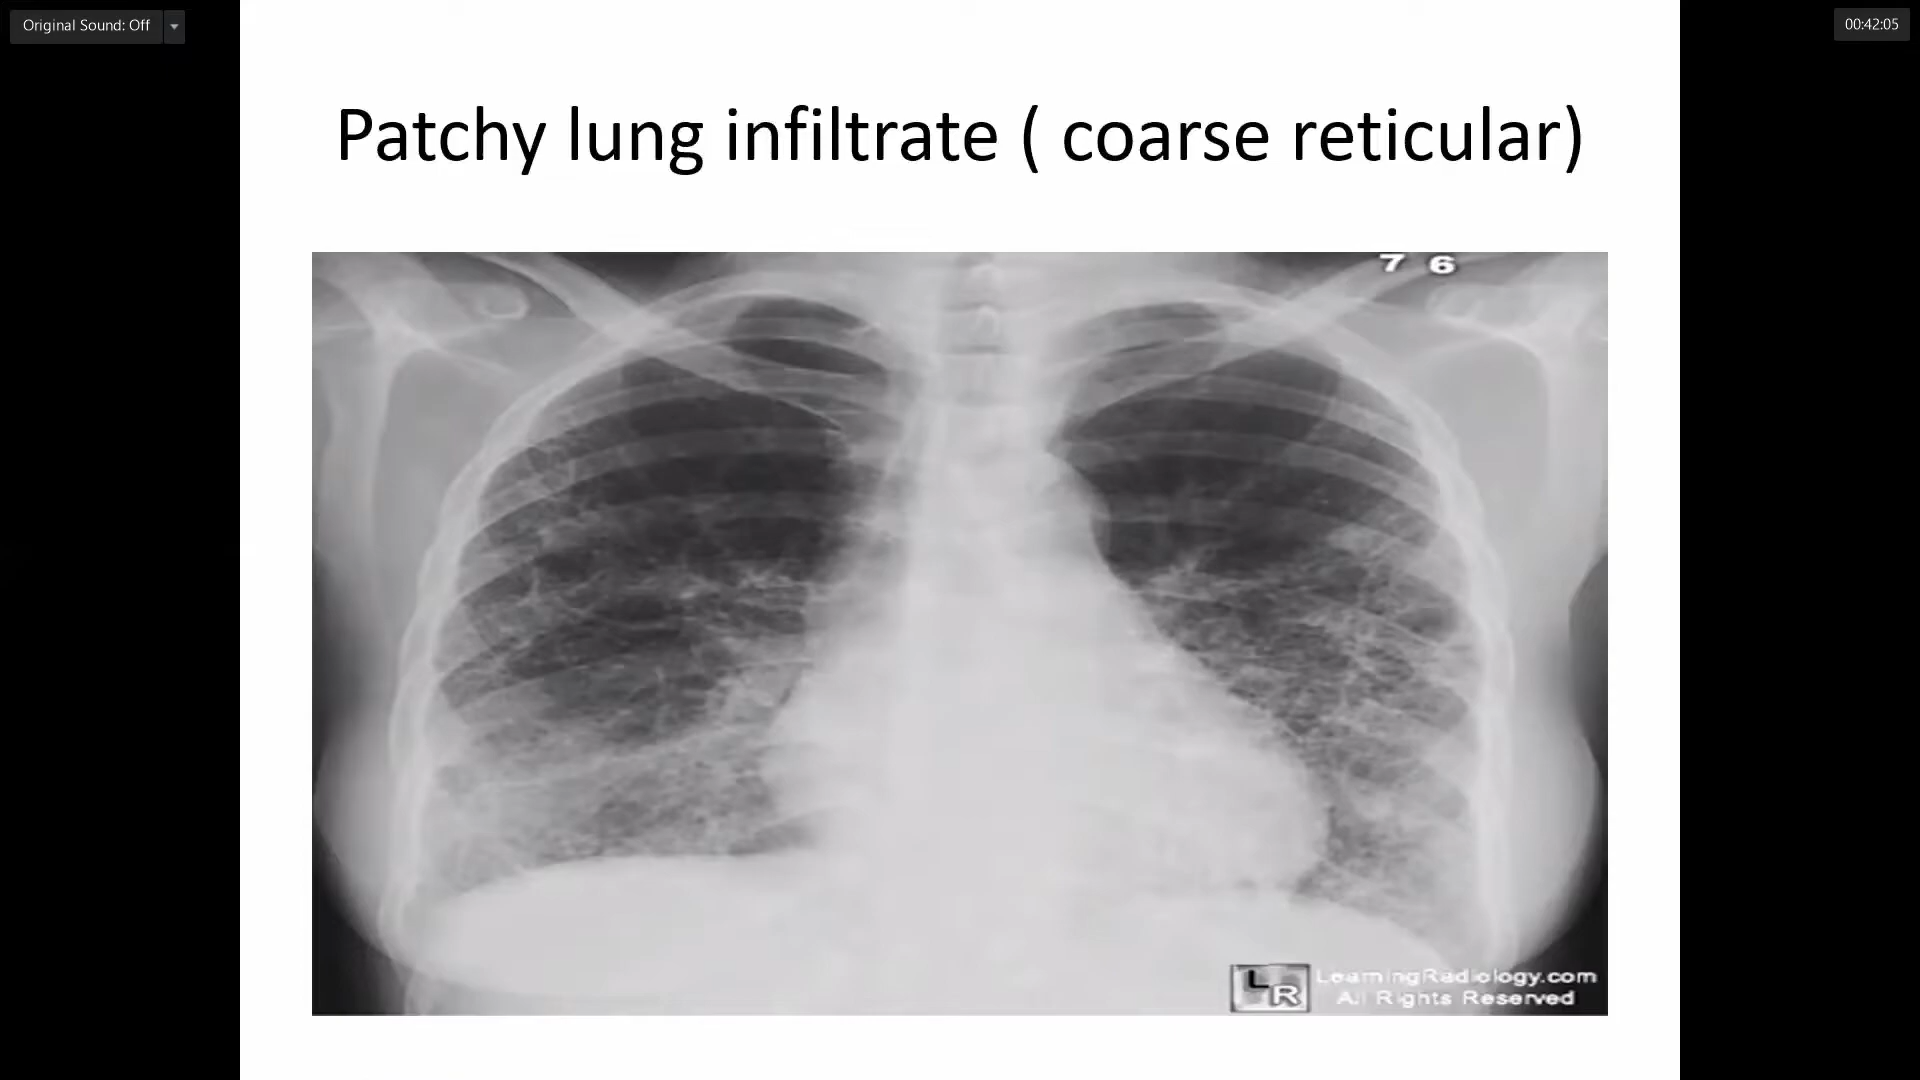 Original Sound: Off
00:42:05
Patchy lung infiltrate ( coarse reticular)
7 6
LR
LearningRadiology.com
All Rights Reserved